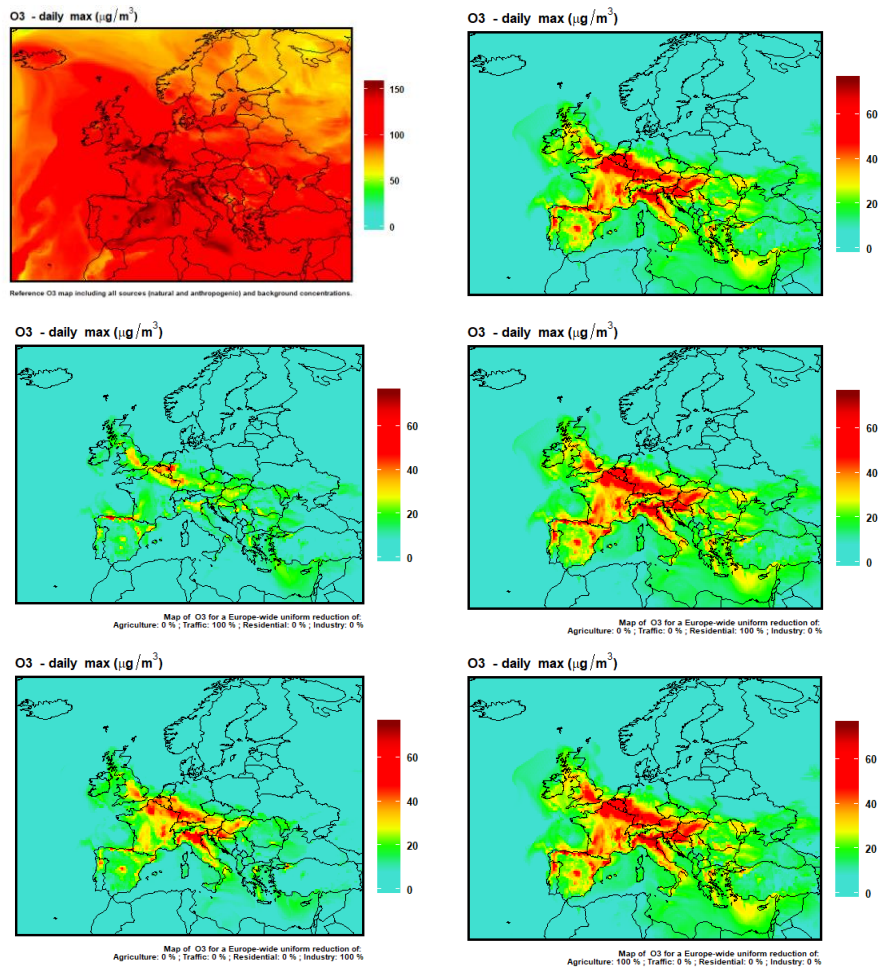 O3 - daily max (μg/m³)
150
100
50
0
Reference O3 map including all sources (natural and anthropogenic) and background concentrations.
60
40
20
0
O3 - daily max (μg/m³)
60
40
20
0
Map of O3 for a Europe-wide uniform reduction of:
Agriculture: 0 % ; Traffic: 100 % ; Residential: 0 % ; Industry: 0 %
O3 - daily max (μg/m³)
60
40
20
0
Map of O3 for a Europe-wide uniform reduction of:
Agriculture: 0 % ; Traffic: 0 % ; Residential: 100 % ; Industry: 0 %
O3 - daily max (μg/m³)
60
40
20
0
Map of O3 for a Europe-wide uniform reduction of:
Agriculture: 0 % ; Traffic: 0 % ; Residential: 0 % ; Industry: 100 %
O3 - daily max (μg/m³)
60
40
20
0
Map of O3 for a Europe-wide uniform reduction of:
Agriculture: 100 % ; Traffic: 0 % ; Residential: 0 % ; Industry: 0 %
O3 - daily max (μg/m³)